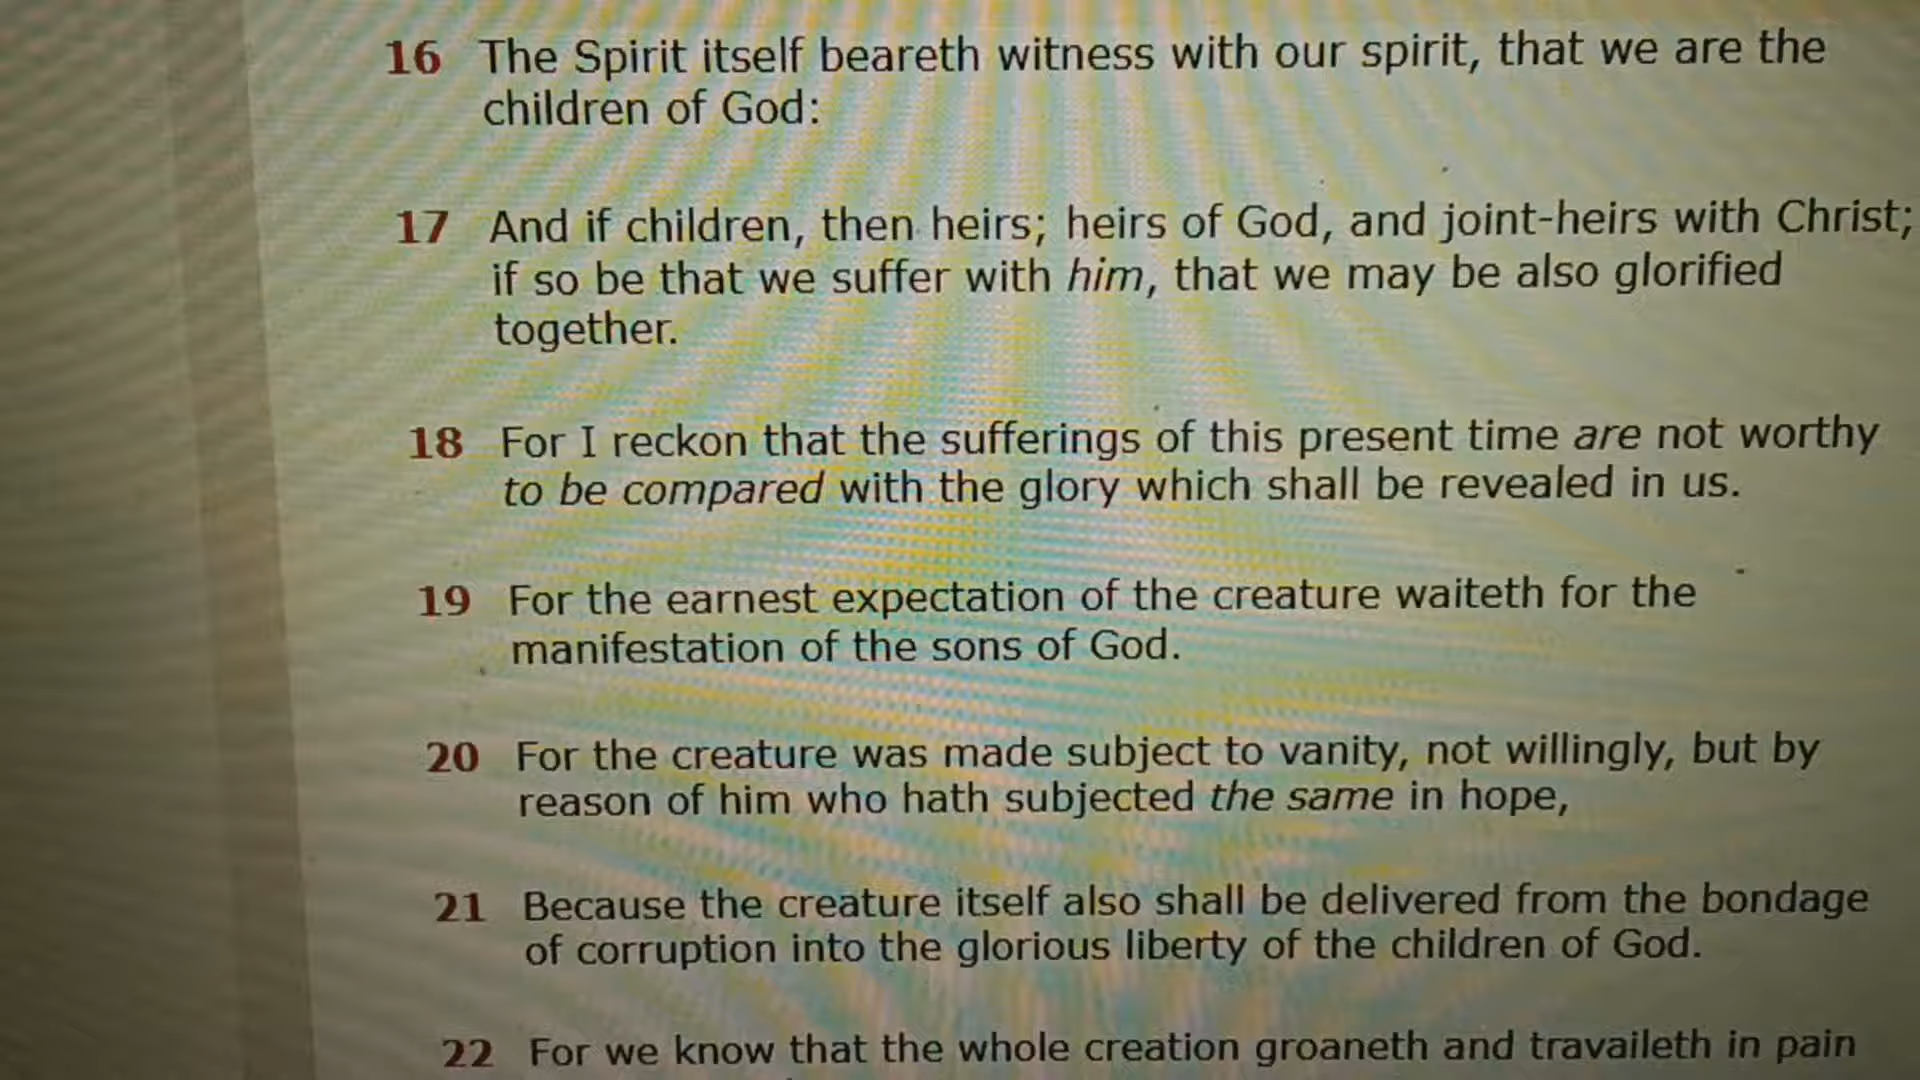 16 The Spirit itself beareth witness with our spirit, that we are the
children of God:
17 And if children, then heirs; heirs of God, and joint-heirs with Christ;
if so be that we suffer with him, that we may be also glorified
together.
18 For I reckon that the sufferings of this present time are not worthy
to be compared with the glory which shall be revealed in us.
19 For the earnest expectation of the creature waiteth for the
manifestation of the sons of God.
20 For the creature was made subject to vanity, not willingly, but by
reason of him who hath subjected the same in hope,
21 Because the creature itself also shall be delivered from the bondage
of corruption into the glorious liberty of the children of God.
22 For we know that the whole creation groaneth and travaileth in pain